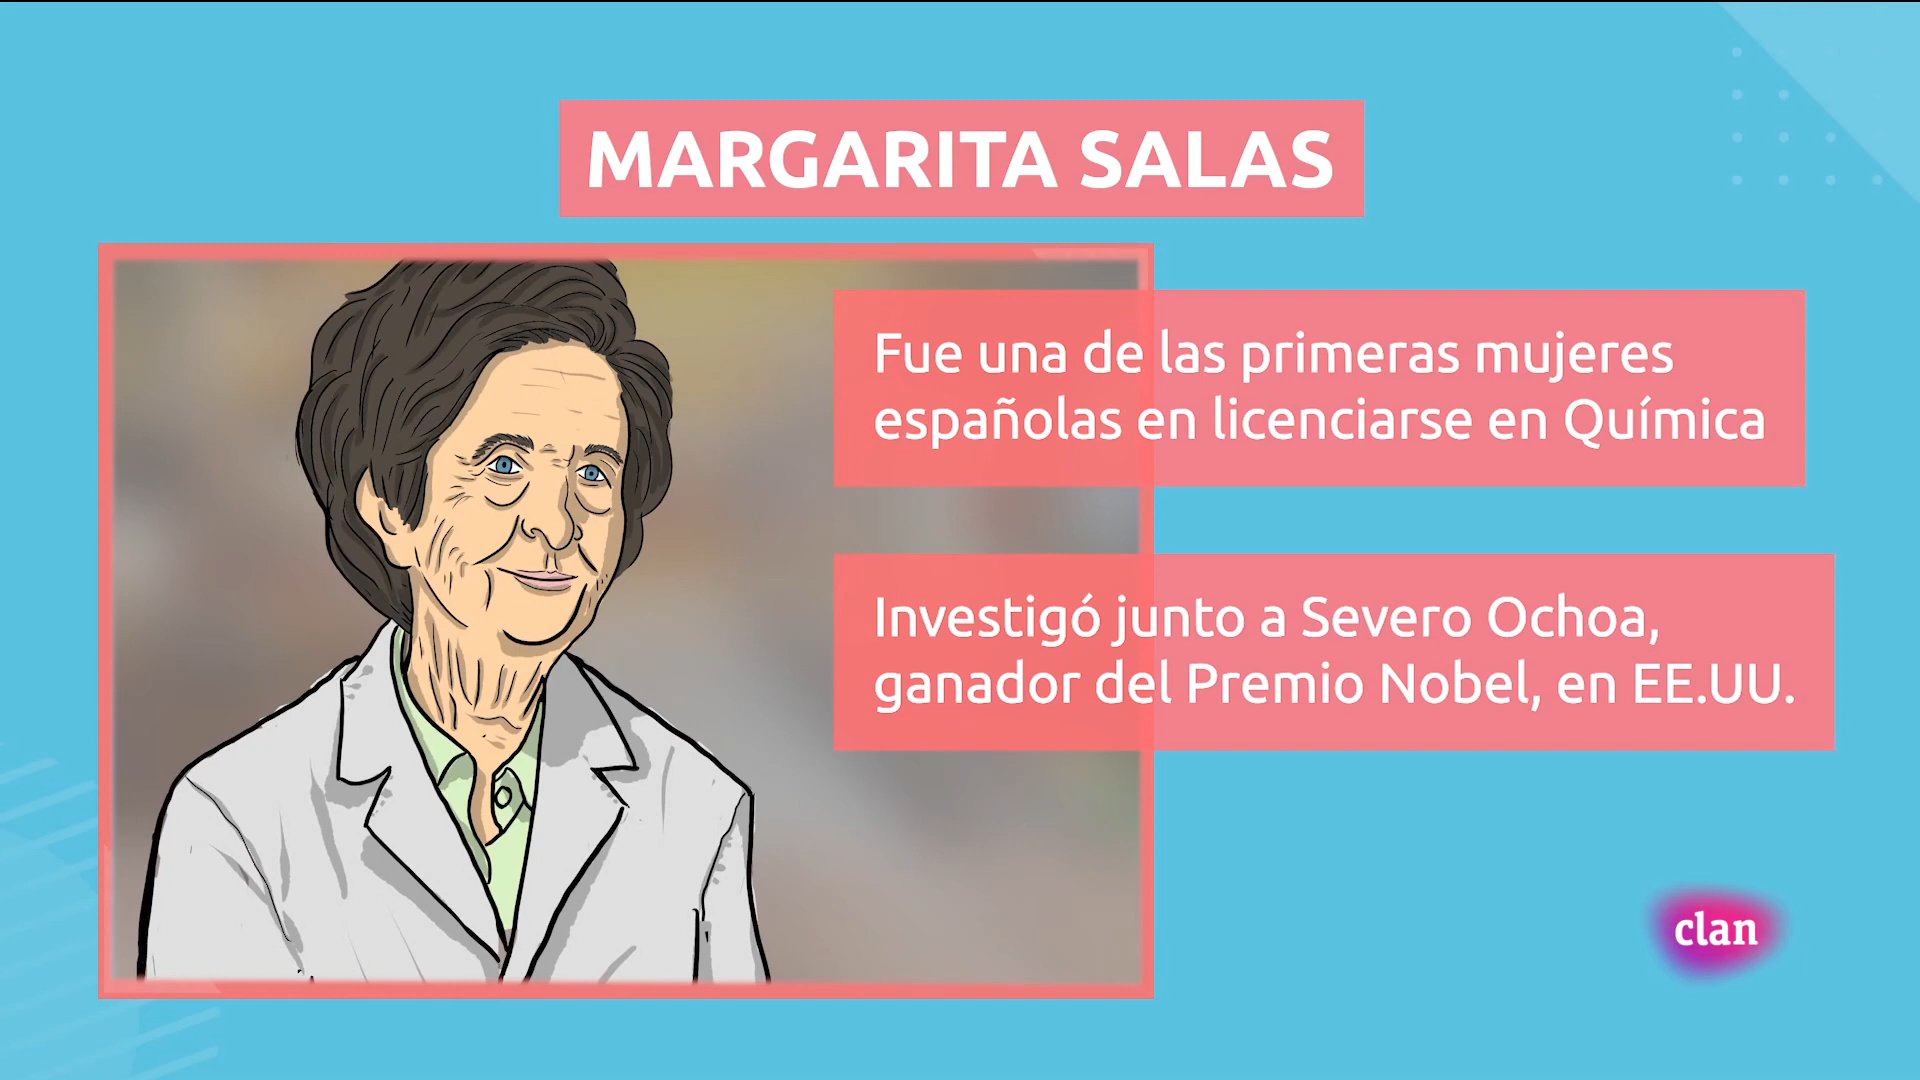 MARGARITA SALAS
Fue una de las primeras mujeres
españolas en licenciarse en Química
Investigó junto a Severo Ochoa,
ganador del Premio Nobel, en EE.UU.
clan